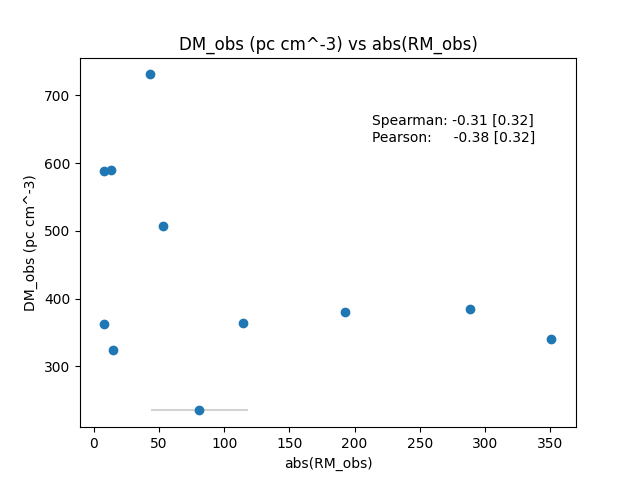 DM_obs (pc cm^-3) vs abs(RM_obs)
Spearman: -0.31 [0.32]
Pearson: -0.38 [0.32]
DM_obs (pc cm^-3)
700
600
500
400
300
0 50 100 150 200 250 300 350
abs(RM_obs)